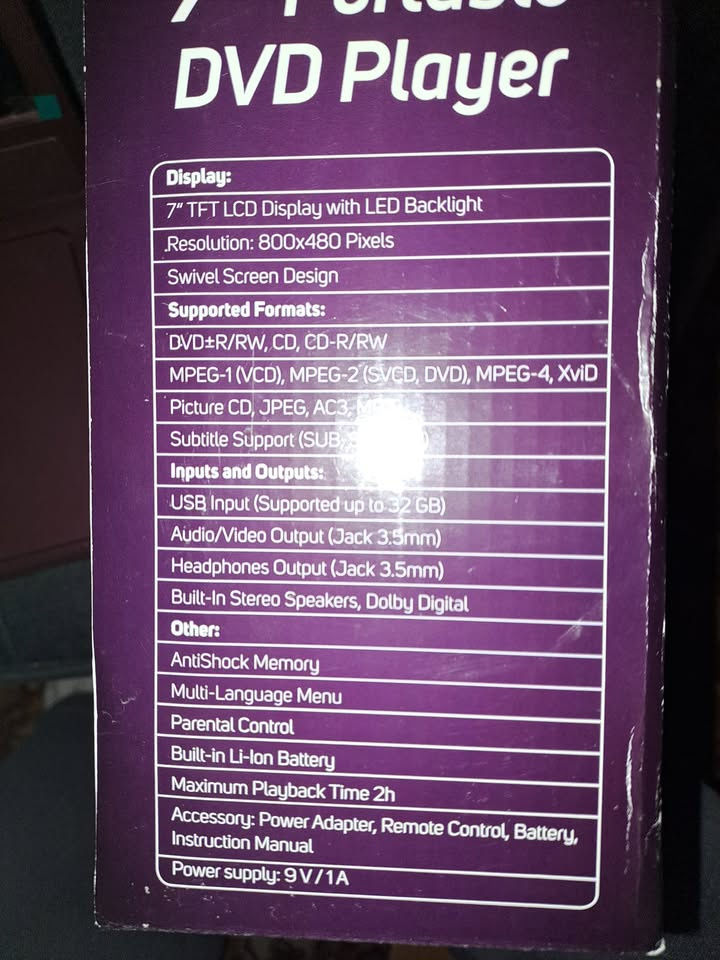 7" Portable
DVD Player
Display:
7" TFT LCD Display with LED Backlight
.Resolution: 800x480 Pixels
Swivel Screen Design
Supported Formats:
DVD±R/RW, CD, CD-R/RW
MPEG-1 (VCD), MPEG-2 (SVCD, DVD), MPEG-4, XviD
Picture CD, JPEG, AC3,
Subtitle Support (SUB,
Inputs and Outputs:
USB Input (Supported up to 32 GB)
Audio/Video Output (Jack 3.5mm)
Headphones Output (Jack 3.5mm)
Built-In Stereo Speakers, Dolby Digital
Other:
AntiShock Memory
Multi-Language Menu
Parental Control
Built-in Li-Ion Battery
Maximum Playback Time 2h
Accessory: Power Adapter, Remote Control, Battery,
Instruction Manual
Power supply: 9 V / 1 A